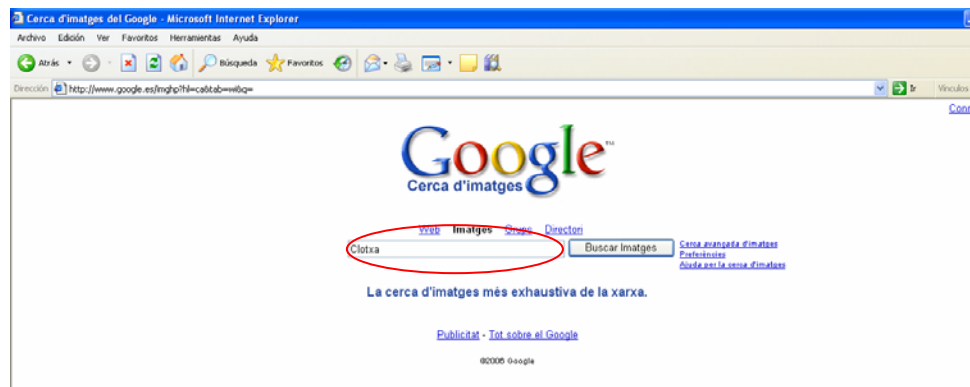 Cerca d'imatges del Google - Microsoft Internet Explorer
Archivo Edición Ver Favoritos Herramientas Ayuda
Atrás Búsqueda Favoritos
Dirección http://www.google.es/imghp?hl=ca&tab=wi&q= Ir Vínculos
Google™
Cerca d'imatges
Web Imatges Grups Directori
Clotxa Buscar Imatges Cerca avançada d'imatges
Preferències
Ajuda per la cerca d'imatges
La cerca d'imatges més exhaustiva de la xarxa.
Publicitat - Tot sobre el Google
©2006 Google